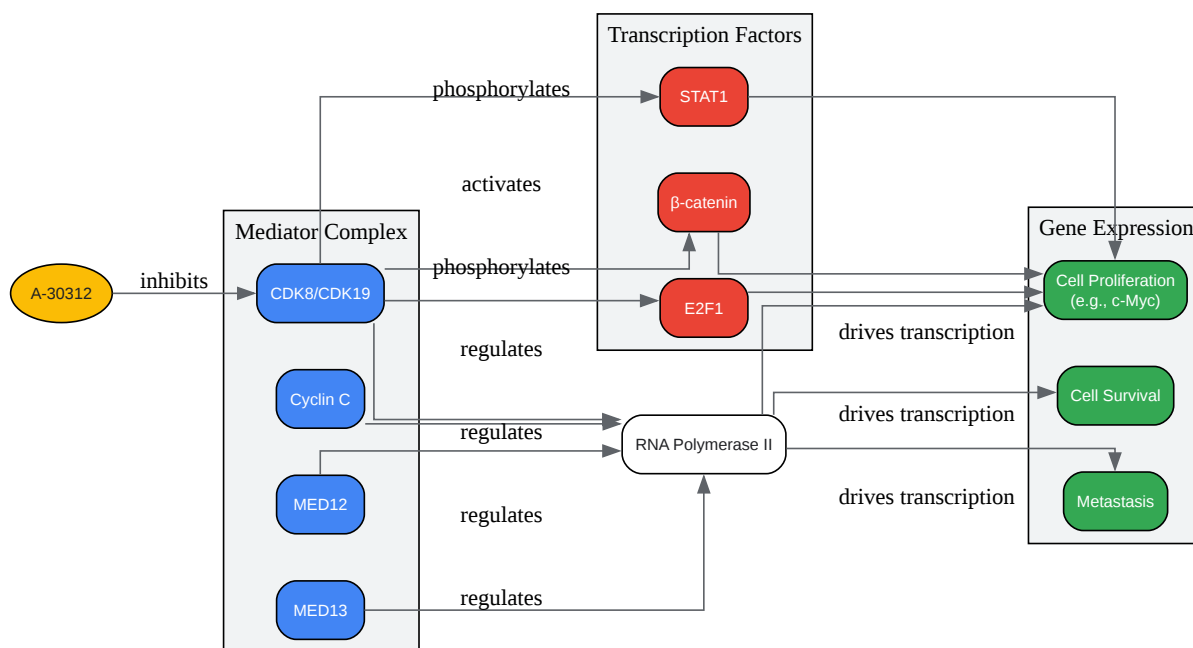 Transcription Factors
phosphorylates
STAT1
activates
β-catenin
Mediator Complex
Gene Expression
A-30312
inhibits
CDK8/CDK19
phosphorylates
Cell Proliferation
(e.g., c-Myc)
E2F1
regulates
drives transcription
Cyclin C
Cell Survival
regulates
RNA Polymerase II
drives transcription
MED12
regulates
drives transcription
Metastasis
MED13
regulates